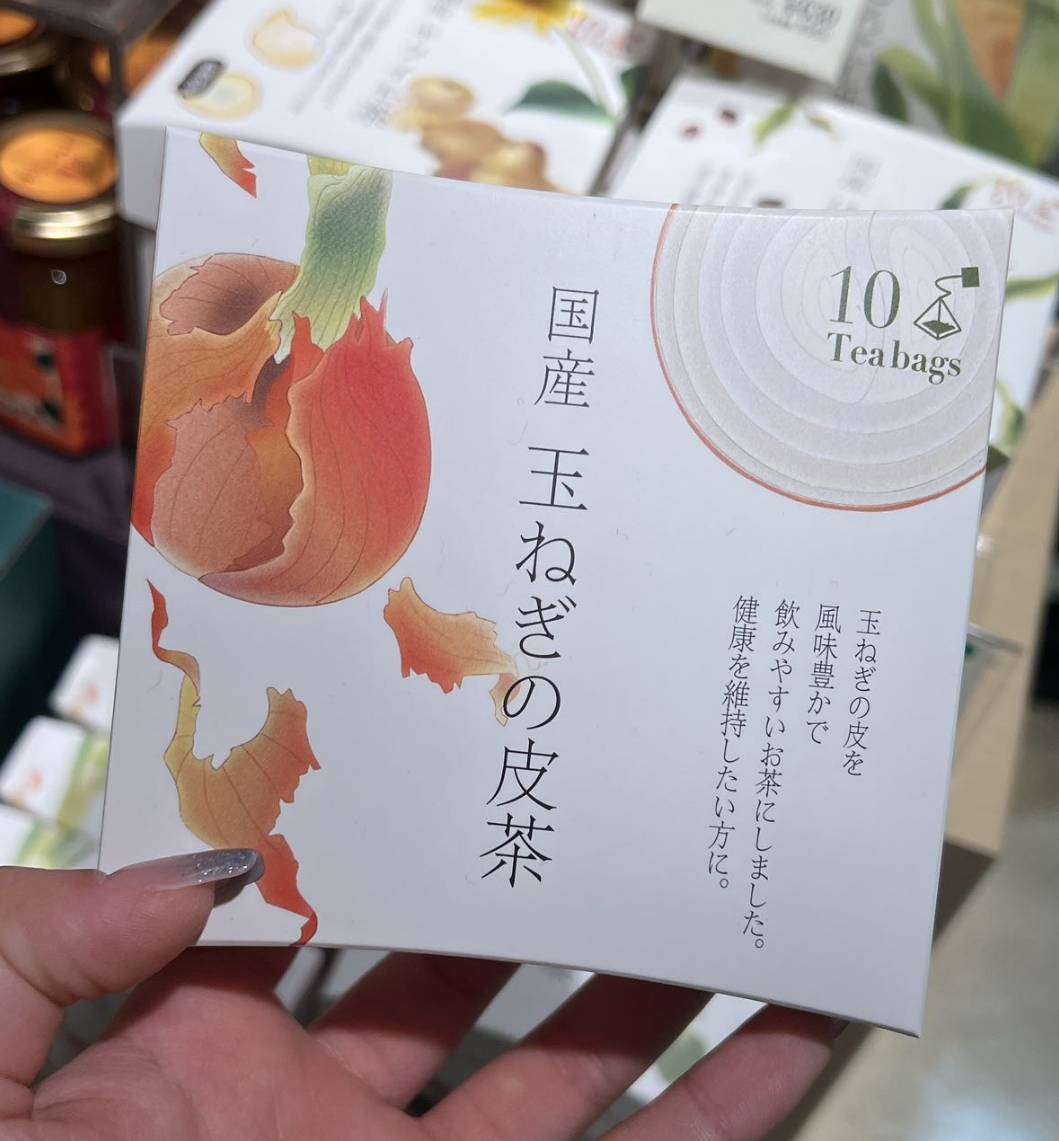 国産 玉ねぎの皮茶
10
Tea bags
玉ねぎの皮を
風味豊かで
飲みやすいお茶にしました。
健康を維持したい方に。